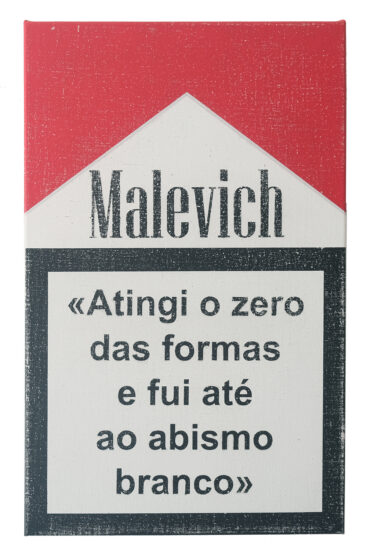 Malevich
«Atingi o zero
das formas
e fui até
ao abismo
branco»